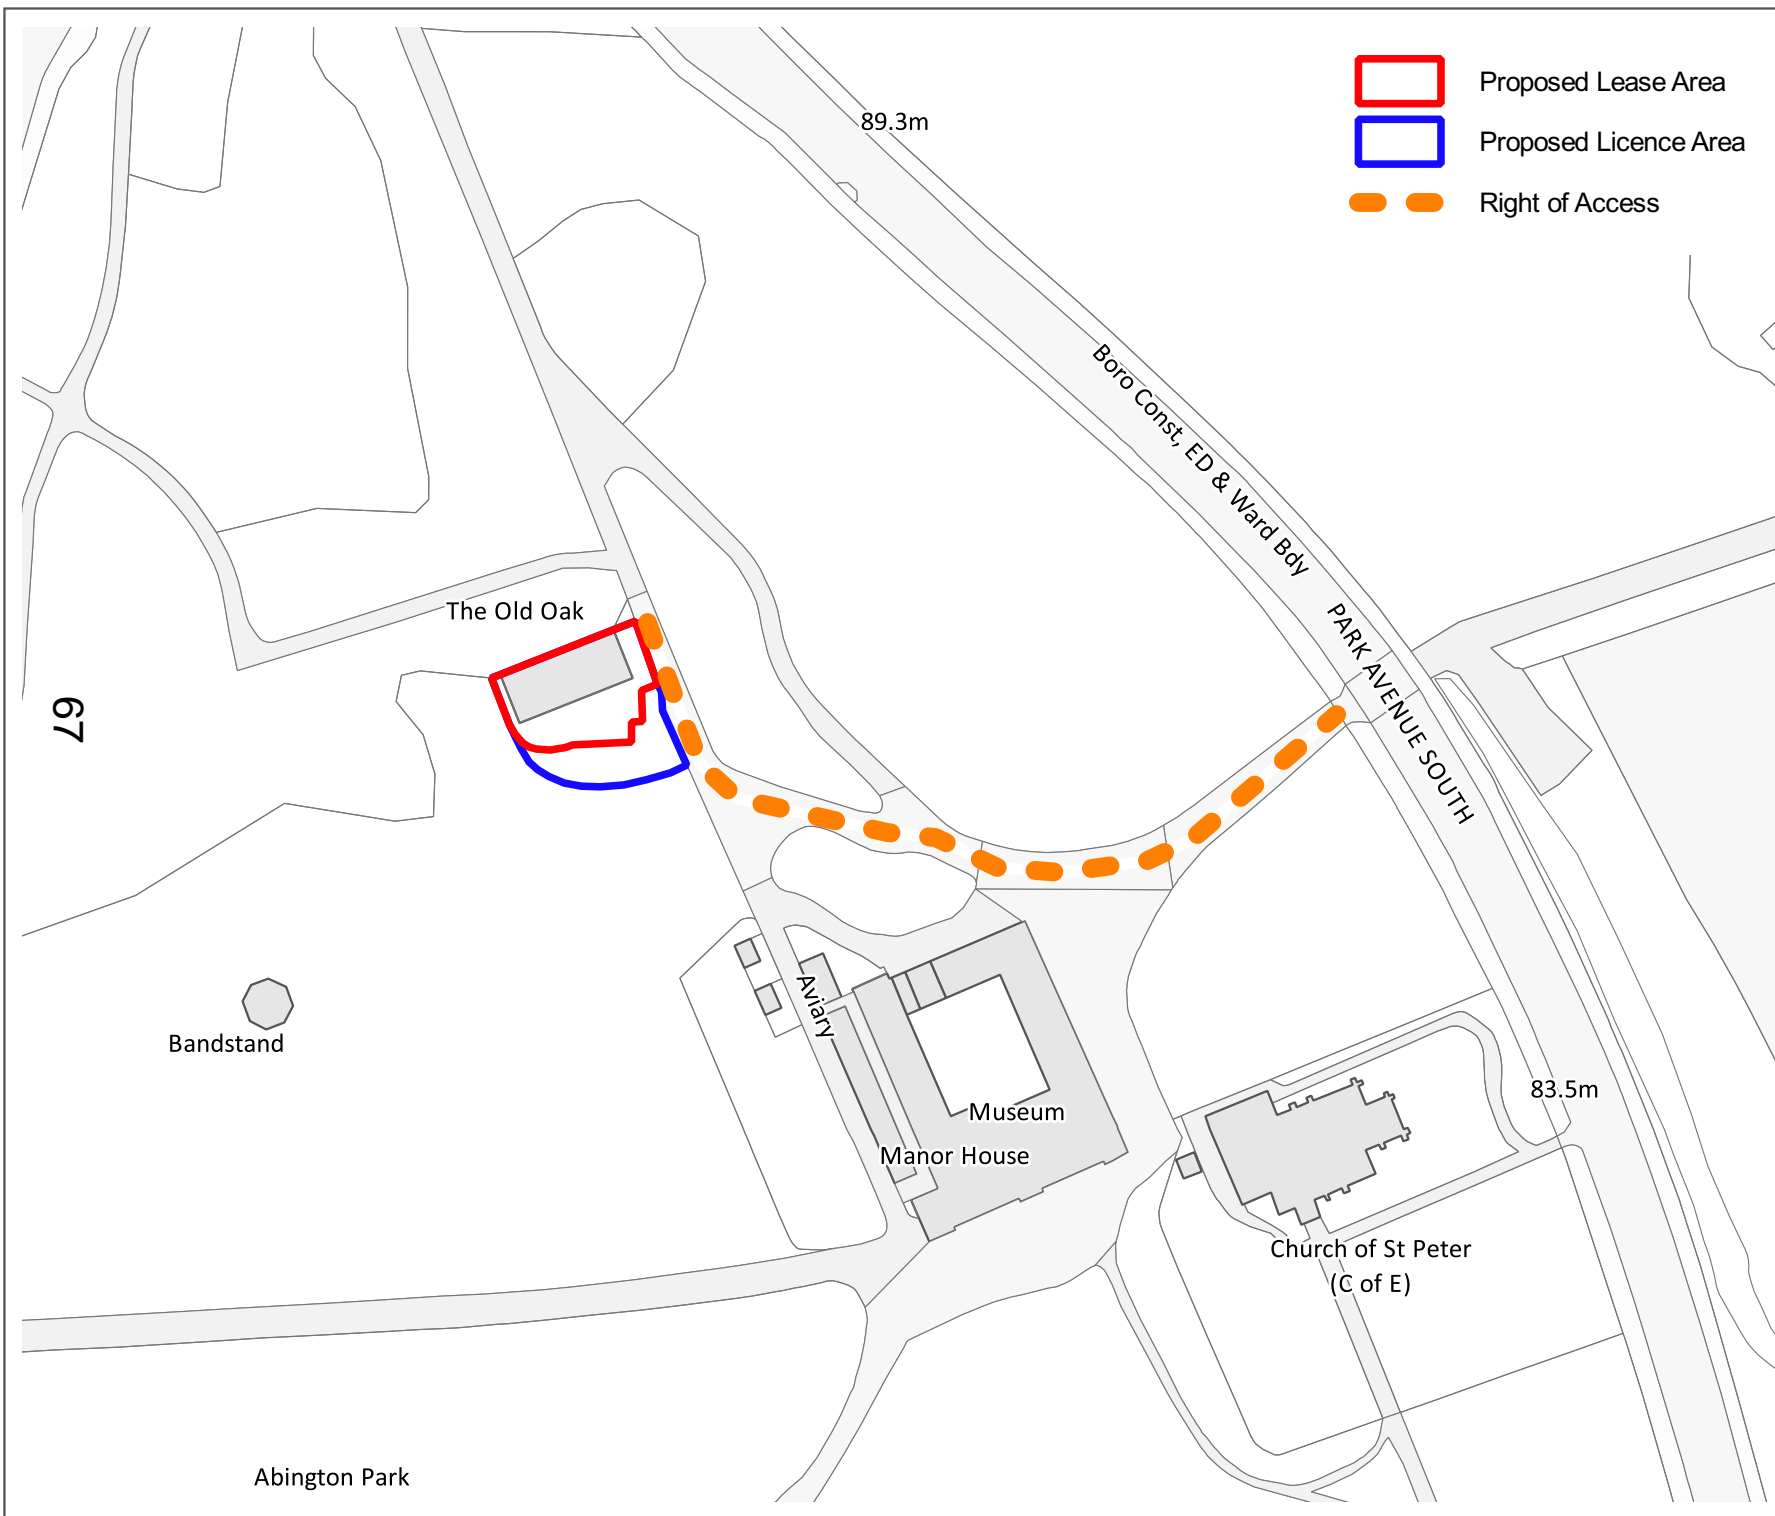 Proposed Lease Area
Proposed Licence Area
Right of Access
89.3m
Boro Const, ED & Ward Bdy
PARK AVENUE SOUTH
The Old Oak
67
Aviary
Bandstand
Museum
Manor House
83.5m
Church of St Peter
(C of E)
Abington Park